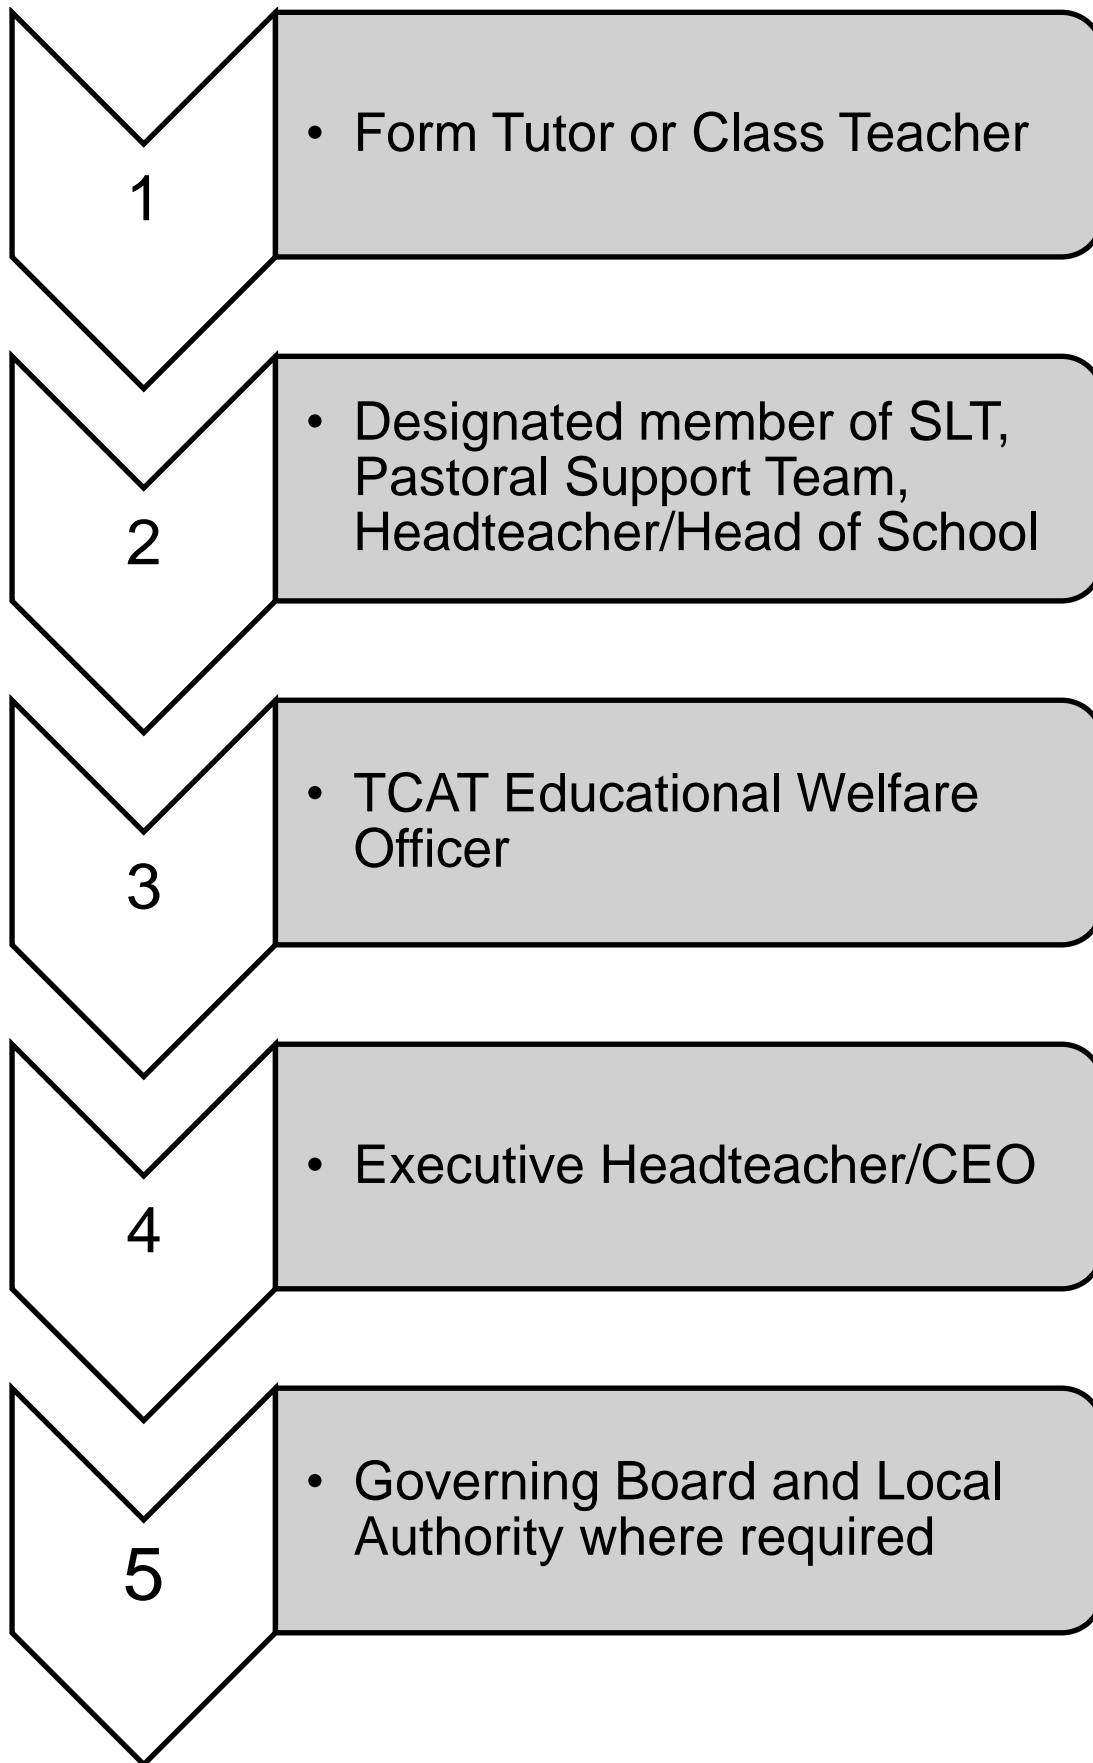 1
• Form Tutor or Class Teacher
2
• Designated member of SLT,
Pastoral Support Team,
Headteacher/Head of School
3
• TCAT Educational Welfare
Officer
4
• Executive Headteacher/CEO
5
• Governing Board and Local
Authority where required